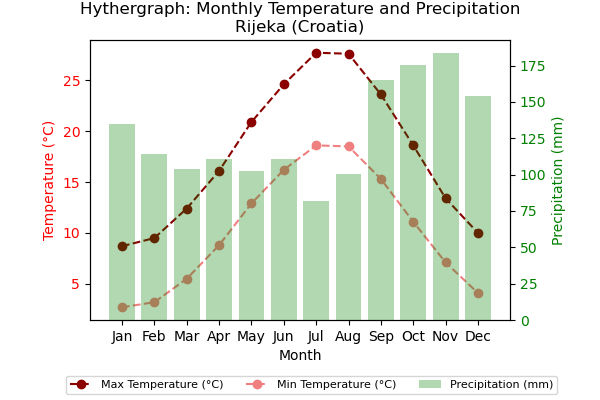 Hythergraph: Monthly Temperature and Precipitation
Rijeka (Croatia)
Temperature (°C)
25
20
15
10
5
175
150
125
100
75
50
25
0
Precipitation (mm)
Jan Feb Mar Apr May Jun Jul Aug Sep Oct Nov Dec
Month
Max Temperature (°C) Min Temperature (°C) Precipitation (mm)